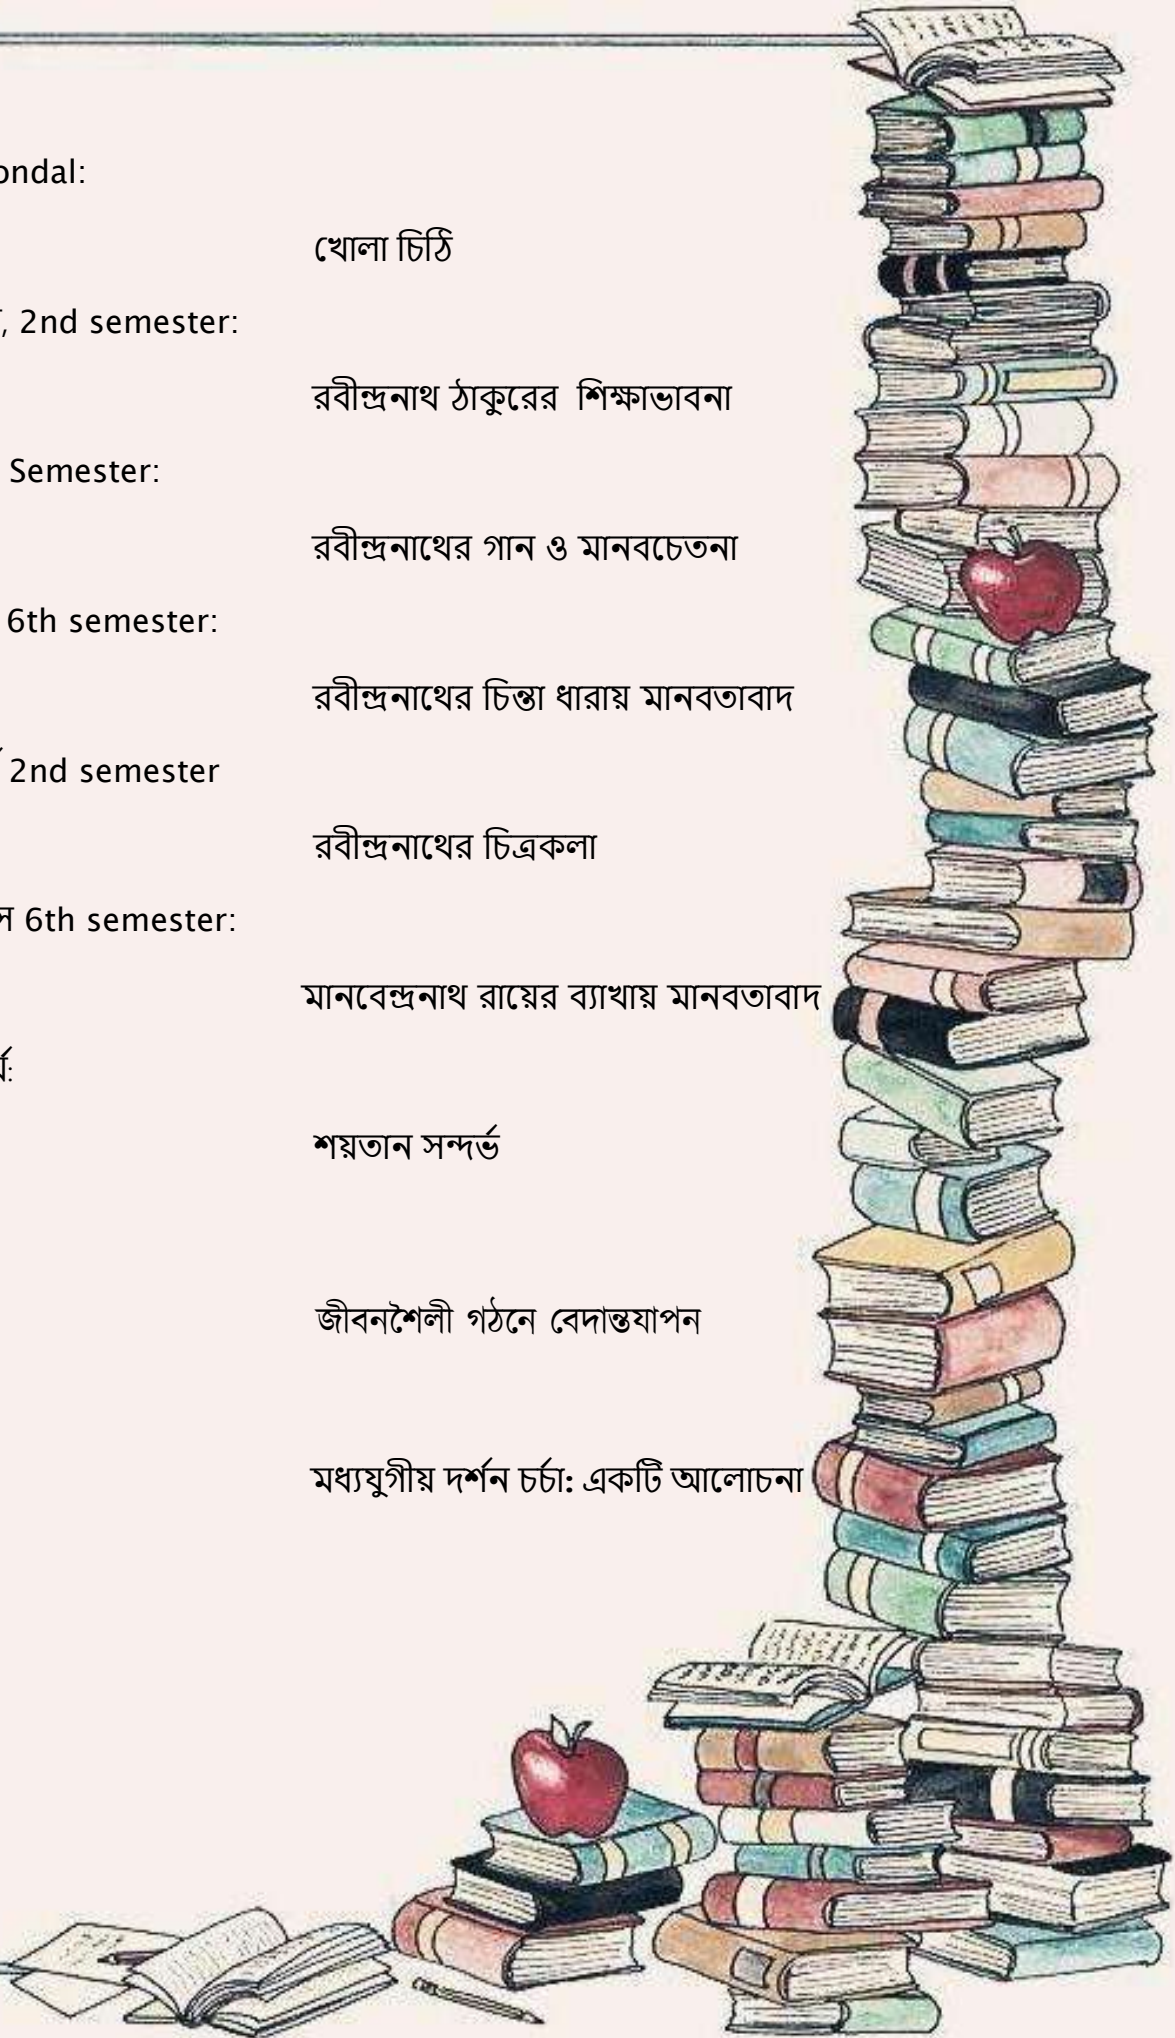 খোলা চিঠি
2nd semester:
রবীন্দ্রনাথ ঠাকুরের শিক্ষাভাবনা
Semester:
রবীন্দ্রনাথের গান ও মানবচেতনা
6th semester:
রবীন্দ্রনাথের চিন্তা ধারায় মানবতাবাদ
2nd semester
রবীন্দ্রনাথের চিত্রকলা
6th semester:
মানবেন্দ্রনাথ রায়ের ব্যাখায় মানবতাবাদ
শয়তান সন্দর্ভ
জীবনশৈলী গঠনে বেদান্তযাপন
মধ্যযুগীয় দর্শন চর্চা: একটি আলোচনা